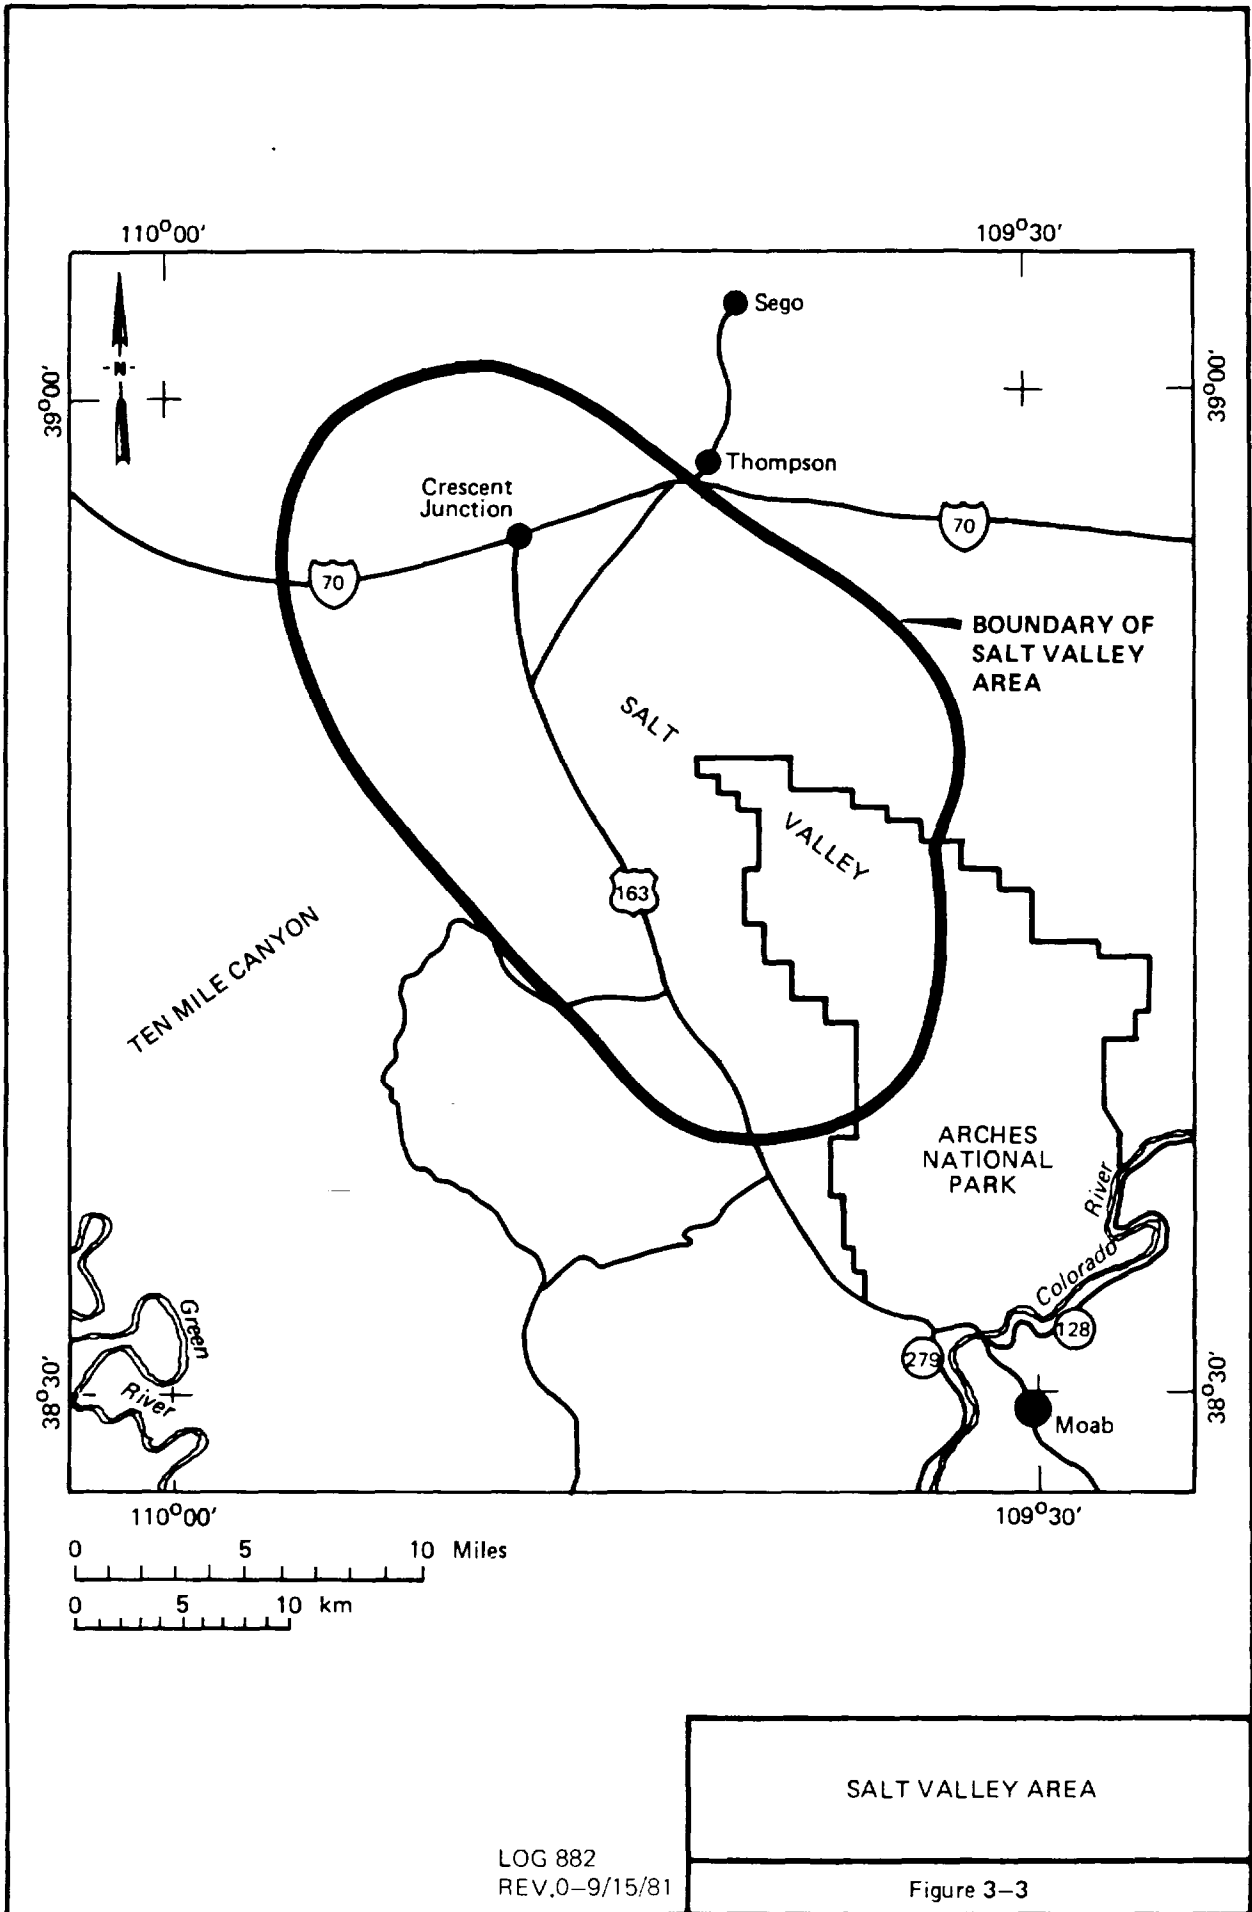 110°00'
109°30'
N
Sego
39°00'
39°00'
Thompson
Crescent
Junction
70
70
BOUNDARY OF
SALT VALLEY
AREA
SALT
VALLEY
163
TEN MILE CANYON
ARCHES
NATIONAL
PARK
River
Colorado
Green
River
128
279
38°30'
38°30'
Moab
110°00'
109°30'
0 5 10 Miles
0 5 10 km
SALT VALLEY AREA
LOG 882
REV.0–9/15/81
Figure 3–3